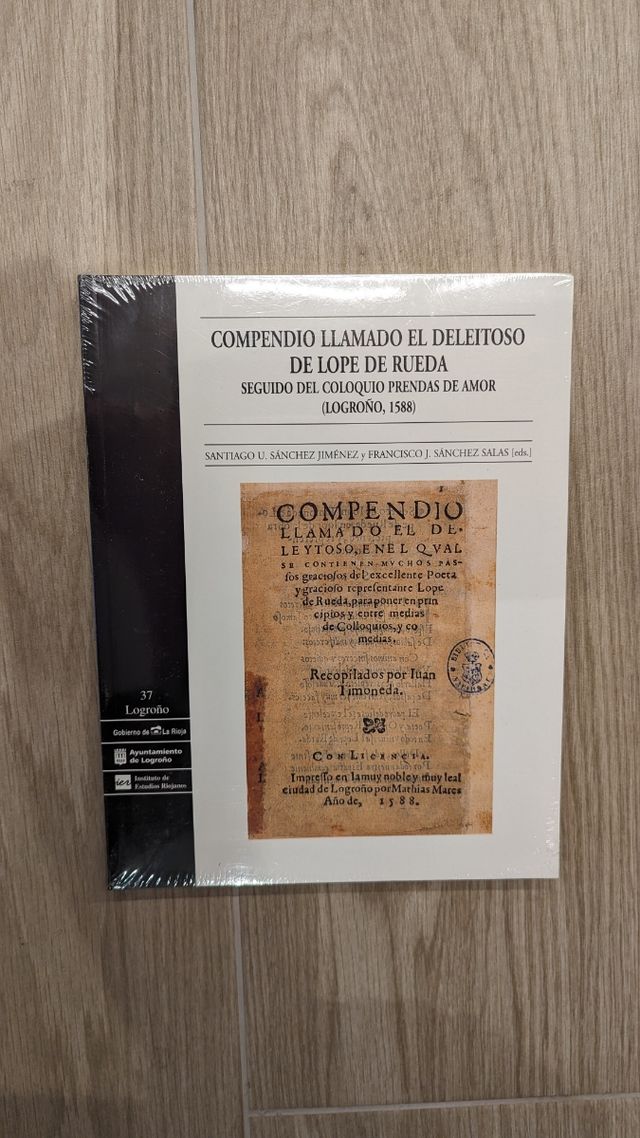 COMPENDIO LLAMADO EL DELEITOSO
DE LOPE DE RUEDA
SEGUIDO DEL COLOQUIO PRENDAS DE AMOR
(LOGROÑO, 1588)
SANTIAGO U. SÁNCHEZ JIMÉNEZ y FRANCISCO J. SÁNCHEZ SALAS [eds.]
COMPENDIO
LLAMADO EL DE-
LEYTOSO, EN EL QVAL
SE CONTIENEN MVCHOS PAS-
sos graciosos del excellente Poeta
y gracioso representante Lope
de Rueda, para poner en prin
cipios y entre medias
de Colloquios, y co
medias.
Recopilados por Iuan
Timoneda.
CON LICENCIA.
Impresso en la muy noble y muy leal
ciudad de Logroño por Mathias Mares
Año de, 1588.
37
Logroño
Gobierno de La Rioja
Ayuntamiento
de Logroño
ier
Instituto de
Estudios Riojanos